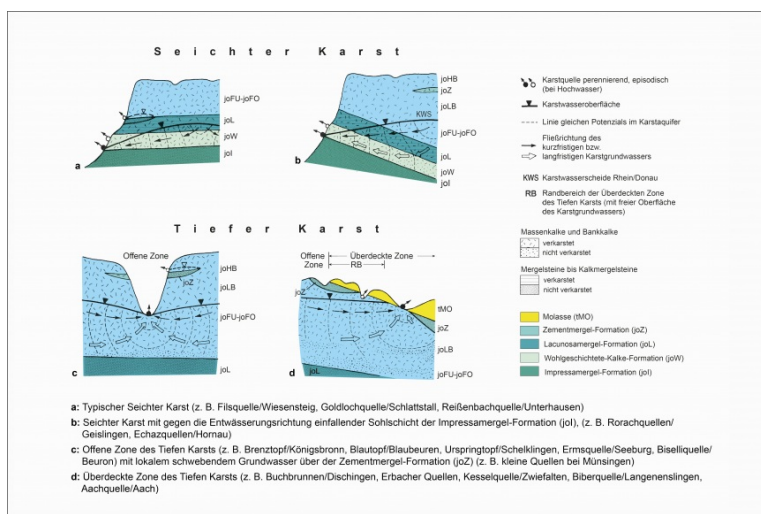 Seichter Karst
joFU-joFO
joL
joW
joI
a
joHB
joZ
joLB
KWS
joFU-joFO
joL
joW
joI
b
Karstquelle perennierend, episodisch
(bei Hochwasser)
Karstwasseroberfläche
Linie gleichen Potenzials im Karstaquifer
Fließrichtung des
kurzfristigen bzw.
langfristigen Karstgrundwassers
KWS Karstwasserscheide Rhein/Donau
RB Randbereich der Überdeckten Zone
des Tiefen Karsts (mit freier Oberfläche
des Karstgrundwassers)
Massenkalke und Bankkalke
verkarstet
nicht verkarstet
Mergelsteine bis Kalkmergelsteine
verkarstet
nicht verkarstet
Molasse (tMO)
Zementmergel-Formation (joZ)
Lacunosamergel-Formation (joL)
Wohlgeschichtete-Kalke-Formation (joW)
Impressamergel-Formation (joI)
Tiefer Karst
Offene Zone
joHB
joZ
joLB
joFU-joFO
c
Offene Zone
Überdeckte Zone
RB
joZ
tMO
joZ
joLB
joL
joFU-joFO
d
a: Typischer Seichter Karst (z. B. Filsquelle/Wiesensteig, Goldlochquelle/Schlattstall, Reißenbachquelle/Unterhausen)
b: Seichter Karst mit gegen die Entwässerungsrichtung einfallender Sohlschicht der Impressamergel-Formation (joI), (z. B. Rorachquellen/
Geislingen, Echazquellen/Hornau)
c: Offene Zone des Tiefen Karsts (z. B. Brenztopf/Königsbronn, Blautopf/Blaubeuren, Urspringtopf/Schelklingen, Ermsquelle/Seeburg, Biselliquelle/
Beuron) mit lokalem schwebendem Grundwasser über der Zementmergel-Formation (joZ) (z. B. kleine Quellen bei Münsingen)
d: Überdeckte Zone des Tiefen Karsts (z. B. Buchbrunnen/Dischingen, Erbacher Quellen, Kesselquelle/Zwiefalten, Biberquelle/Langenenslingen,
Aachquelle/Aach)